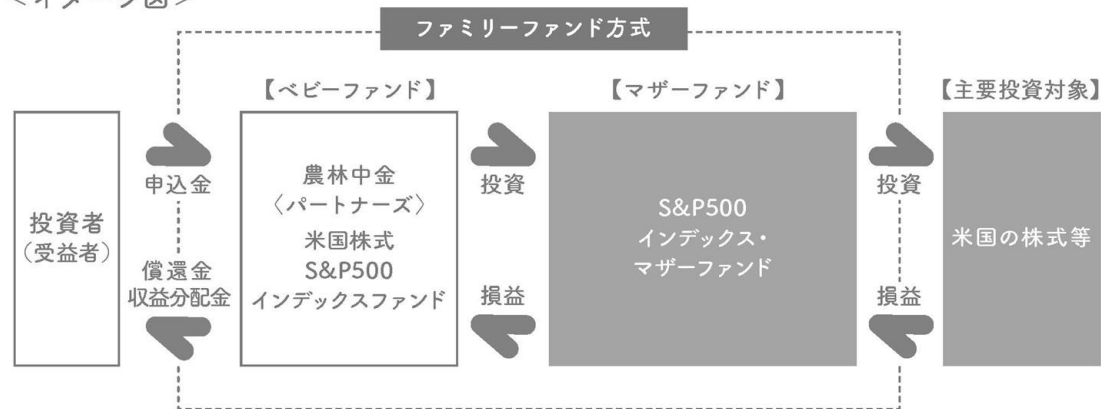 <イメージ図>
ファミリーファンド方式
【ベビーファンド】
【マザーファンド】
【主要投資対象】
投資者
(受益者)
申込金
償還金
収益分配金
農林中金
〈パートナーズ〉
米国株式
S&P500
インデックスファンド
投資
損益
S&P500
インデックス・
マザーファンド
投資
損益
米国の株式等